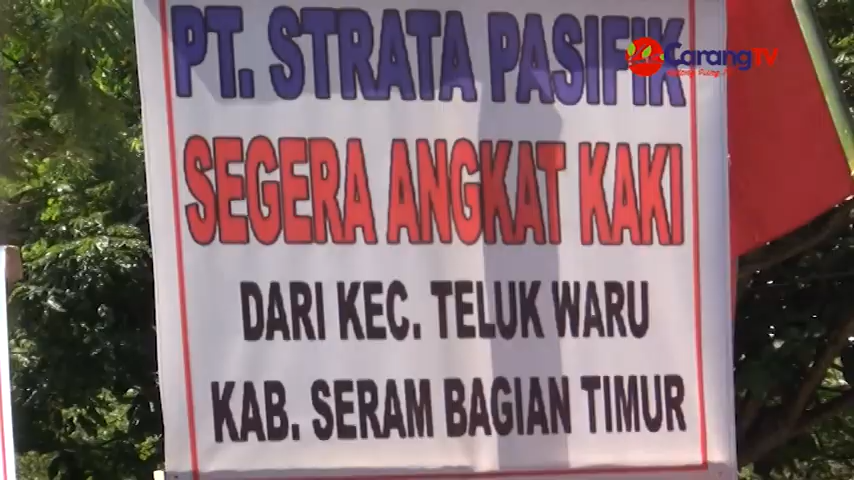 PT. STRATA PASIFIK
CarangTV
SEGERA ANGKAT KAKI
DARI KEC. TELUK WARU
KAB. SERAM BAGIAN TIMUR